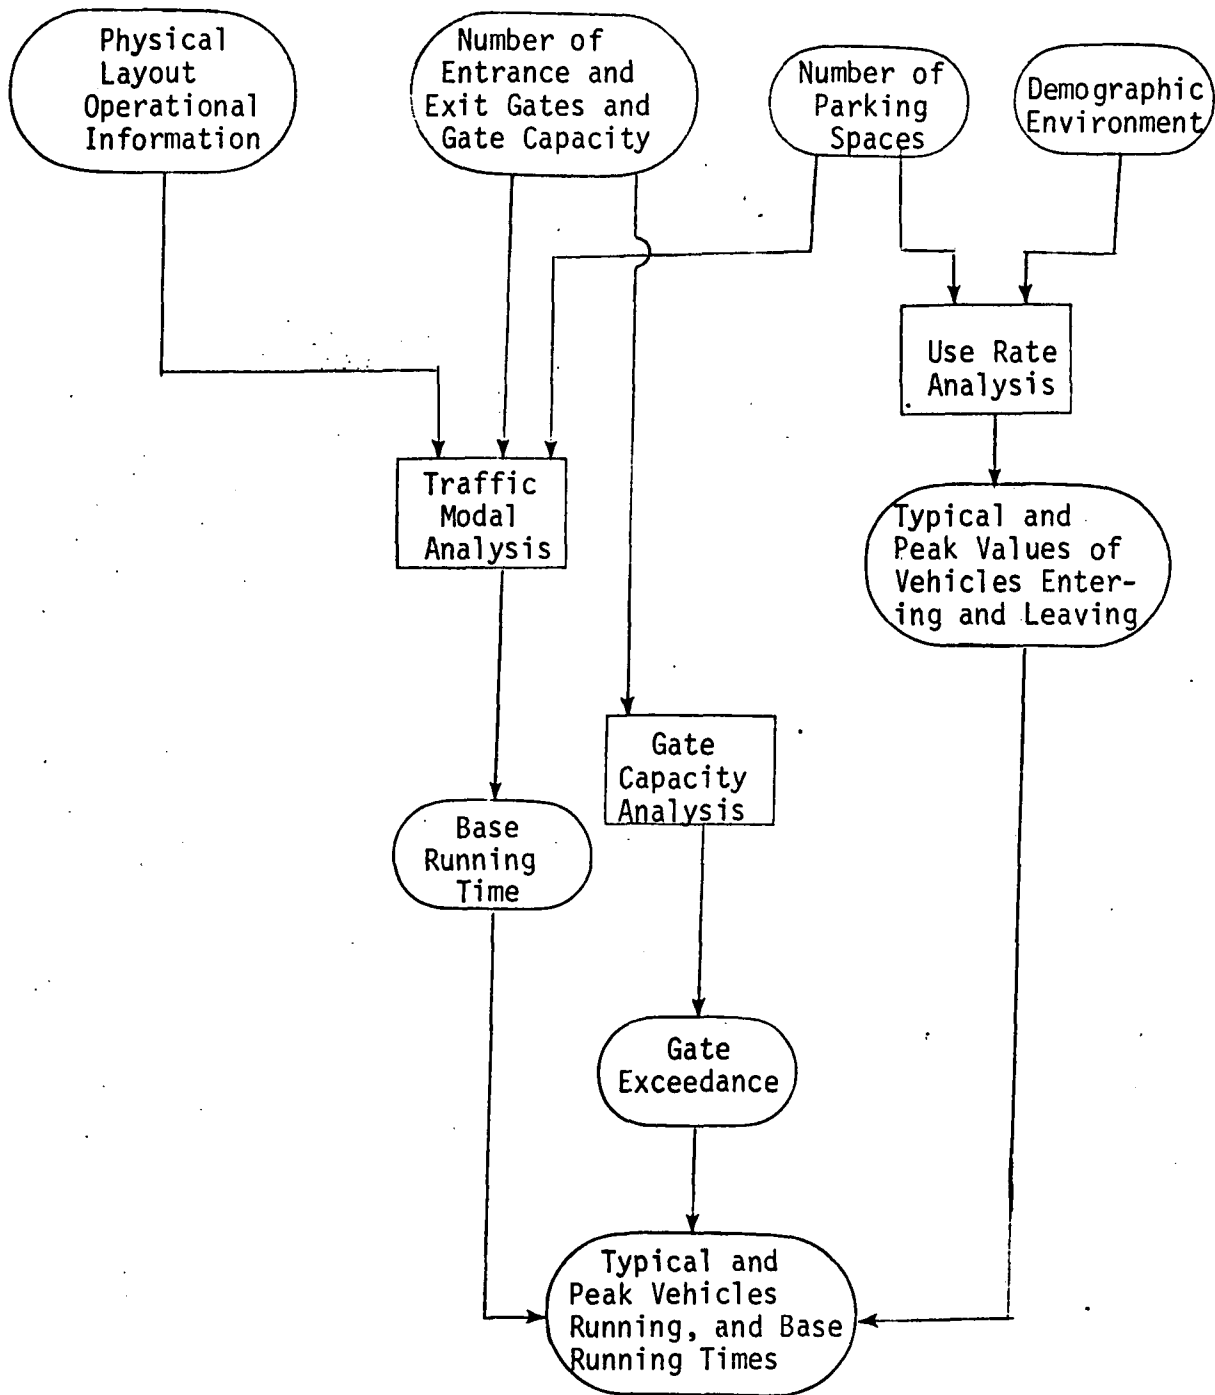 Physical
Layout
Operational
Information
Number of
Entrance and
Exit Gates and
Gate Capacity
Number of
Parking
Spaces
Demographic
Environment
Use Rate
Analysis
Traffic
Modal
Analysis
Typical and
Peak Values of
Vehicles Enter-
ing and Leaving
Gate
Capacity
Analysis
Base
Running
Time
Gate
Exceedance
Typical and
Peak Vehicles
Running, and Base
Running Times